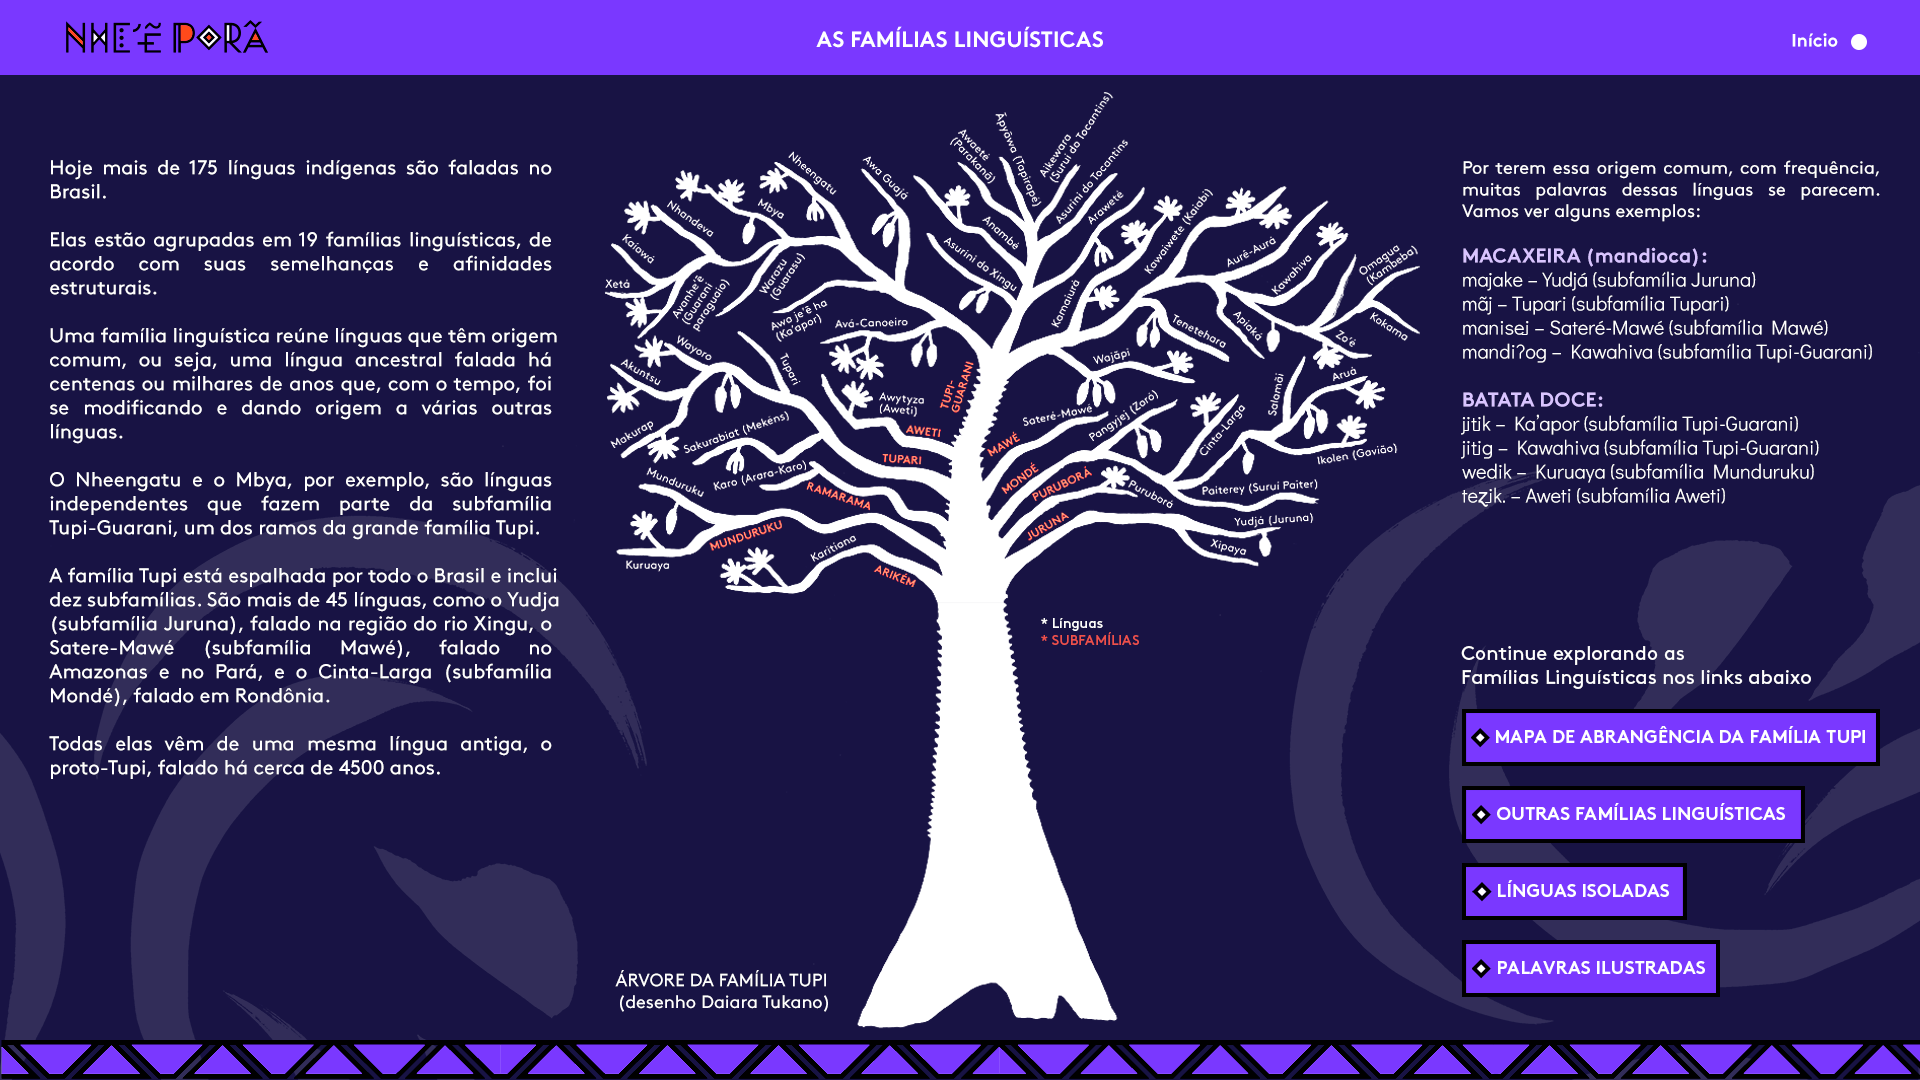 NHE'Ẽ PORÃ
AS FAMÍLIAS LINGUÍSTICAS
Início
Hoje mais de 175 línguas indígenas são faladas no
Brasil.
Elas estão agrupadas em 19 famílias linguísticas, de
acordo com suas semelhanças e afinidades
estruturais.
Uma família linguística reúne línguas que têm origem
comum, ou seja, uma língua ancestral falada há
centenas ou milhares de anos que, com o tempo, foi
se modificando e dando origem a várias outras
línguas.
O Nheengatu e o Mbya, por exemplo, são línguas
independentes que fazem parte da subfamília
Tupi-Guarani, um dos ramos da grande família Tupi.
A família Tupi está espalhada por todo o Brasil e inclui
dez subfamílias. São mais de 45 línguas, como o Yudja
(subfamília Juruna), falado na região do rio Xingu, o
Satere-Mawé (subfamília Mawé), falado no
Amazonas e no Pará, e o Cinta-Larga (subfamília
Mondé), falado em Rondônia.
Todas elas vêm de uma mesma língua antiga, o
proto-Tupi, falado há cerca de 4500 anos.
Xetá
Kaiowá
Nhandeva
Mbya
Nheengatu
Awa Guajá
Avanhe'ẽ
(Guarani
paraguaio)
Warazu
(Guarasu)
Awa je'ẽ ha
(Ka'apor)
Avá-Canoeiro
Asurini do Xingu
Anambé
Awaeté
(Parakanã)
Ãpyãwa (Tapirapé)
Aikewara
(Suruí do Tocantins)
Asurini do Tocantins
Araweté
Kamaiurá
Kawaiwete (Kaiabi)
Aurê-Aurá
Kawahiva
Omagua
(Kambeba)
Kokama
Zo'é
Apiaká
Tenetehara
Wajãpi
TUPI-
GUARANI
Awytyza
(Aweti)
AWETI
Tupari
Wayoro
Akuntsu
Makurap
Sakurabiat (Mekéns)
TUPARI
Karo (Arara-Karo)
RAMARAMA
Munduruku
Kuruaya
MUNDURUKU
Karitiana
ARIKÉM
Sateré-Mawé
MAWÉ
Pangyjej (Zoró)
Cinta-Larga
Salamãi
Aruá
Ikolen (Gavião)
Paiterey (Surui Paiter)
MONDÉ
Puruborá
PURUBORÁ
Yudjá (Juruna)
Xipaya
JURUNA
* Línguas
* SUBFAMÍLIAS
ÁRVORE DA FAMÍLIA TUPI
(desenho Daiara Tukano)
Por terem essa origem comum, com frequência,
muitas palavras dessas línguas se parecem.
Vamos ver alguns exemplos:
MACAXEIRA (mandioca):
majake – Yudjá (subfamília Juruna)
mãj – Tupari (subfamília Tupari)
manisej – Sateré-Mawé (subfamília Mawé)
mandiʔog – Kawahiva (subfamília Tupi-Guarani)
BATATA DOCE:
jitɨk – Ka'apor (subfamília Tupi-Guarani)
jitɨg – Kawahiva (subfamília Tupi-Guarani)
wedik – Kuruaya (subfamília Munduruku)
teʐik. – Aweti (subfamília Aweti)
Continue explorando as
Famílias Linguísticas nos links abaixo
MAPA DE ABRANGÊNCIA DA FAMÍLIA TUPI
OUTRAS FAMÍLIAS LINGUÍSTICAS
LÍNGUAS ISOLADAS
PALAVRAS ILUSTRADAS